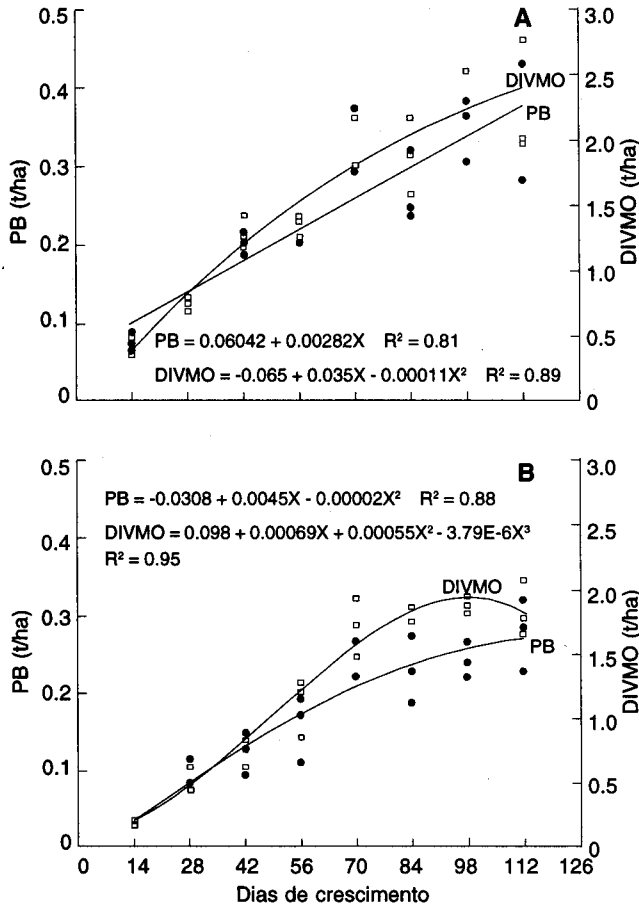 0.5
0.4
0.3
0.2
0.1
0
PB (t/ha)
A
3.0
2.5
2.0
1.5
1.0
0.5
0
DIVMO (t/ha)
DIVMO
PB
PB = 0.06042 + 0.00282X R² = 0.81
DIVMO = -0.065 + 0.035X - 0.00011X² R² = 0.89
0.5
0.4
0.3
0.2
0.1
0
PB (t/ha)
B
3.0
2.5
2.0
1.5
1.0
0.5
0
DIVMO (t/ha)
PB = -0.0308 + 0.0045X - 0.00002X² R² = 0.88
DIVMO = 0.098 + 0.00069X + 0.00055X² - 3.79E-6X³
R² = 0.95
DIVMO
PB
0 14 28 42 56 70 84 98 112 126
Dias de crescimento